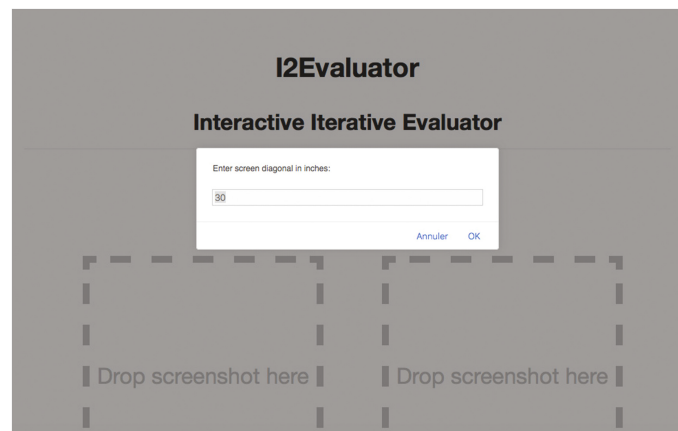 I2Evaluator
Interactive Iterative Evaluator
Enter screen diagonal in inches:
30
Annuler OK
Drop screenshot here Drop screenshot here